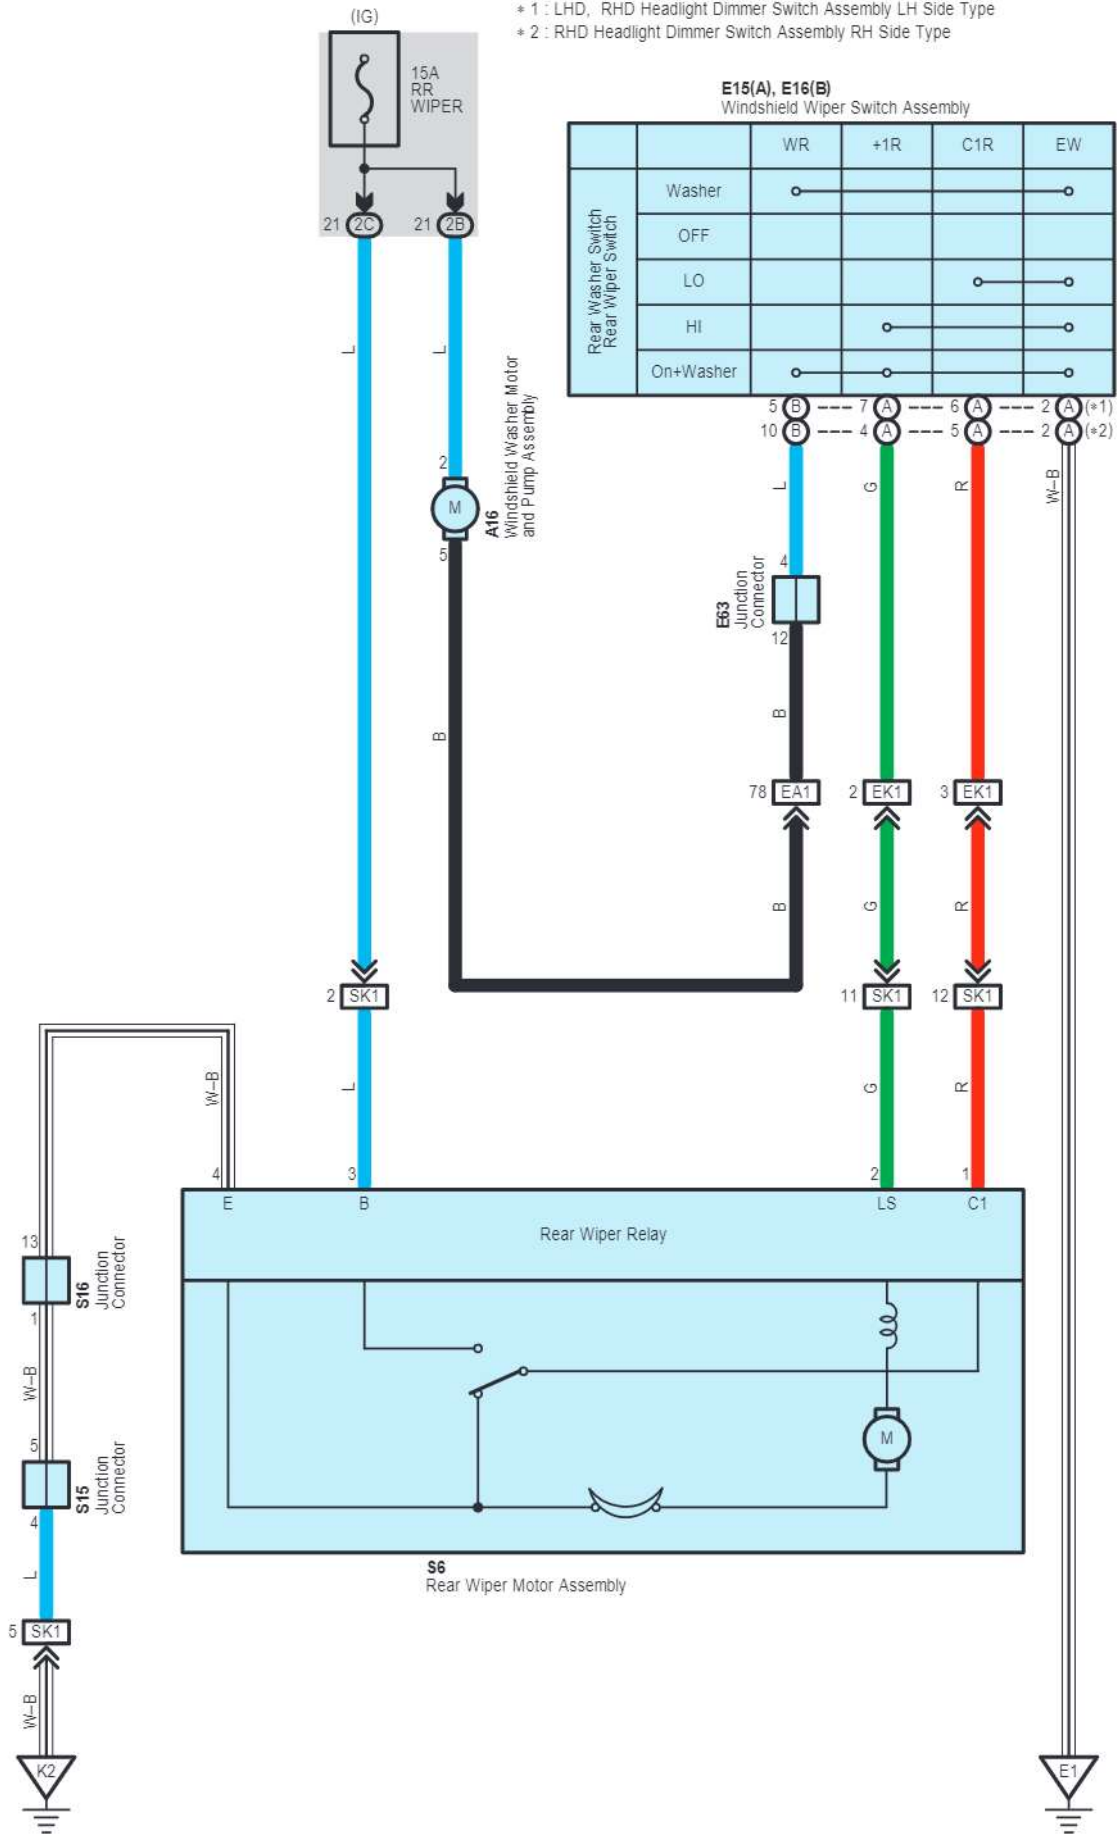 (IG)
* 1 : LHD, RHD Headlight Dimmer Switch Assembly LH Side Type
* 2 : RHD Headlight Dimmer Switch Assembly RH Side Type
15A
RR
WIPER
21 2C
21 2B
E15(A), E16(B)
Windshield Wiper Switch Assembly
WR +1R C1R EW
Rear Washer Switch
Rear Wiper Switch
Washer
OFF
LO
HI
On+Washer
5 B 7 A 6 A 2 A (*1)
10 B 4 A 5 A 2 A (*2)
L
L
L
G
R
W–B
2
M
5
A16
Windshield Washer Motor
and Pump Assembly
4
E63
Junction
Connector
12
B
B
78 EA1
2 EK1
3 EK1
B
G
R
2 SK1
11 SK1
12 SK1
W–B
L
G
R
4
3
2
1
E
B
LS
C1
Rear Wiper Relay
M
S6
Rear Wiper Motor Assembly
13
S16
Junction
Connector
1
W–B
5
S15
Junction
Connector
4
L
5 SK1
W–B
K2
E1